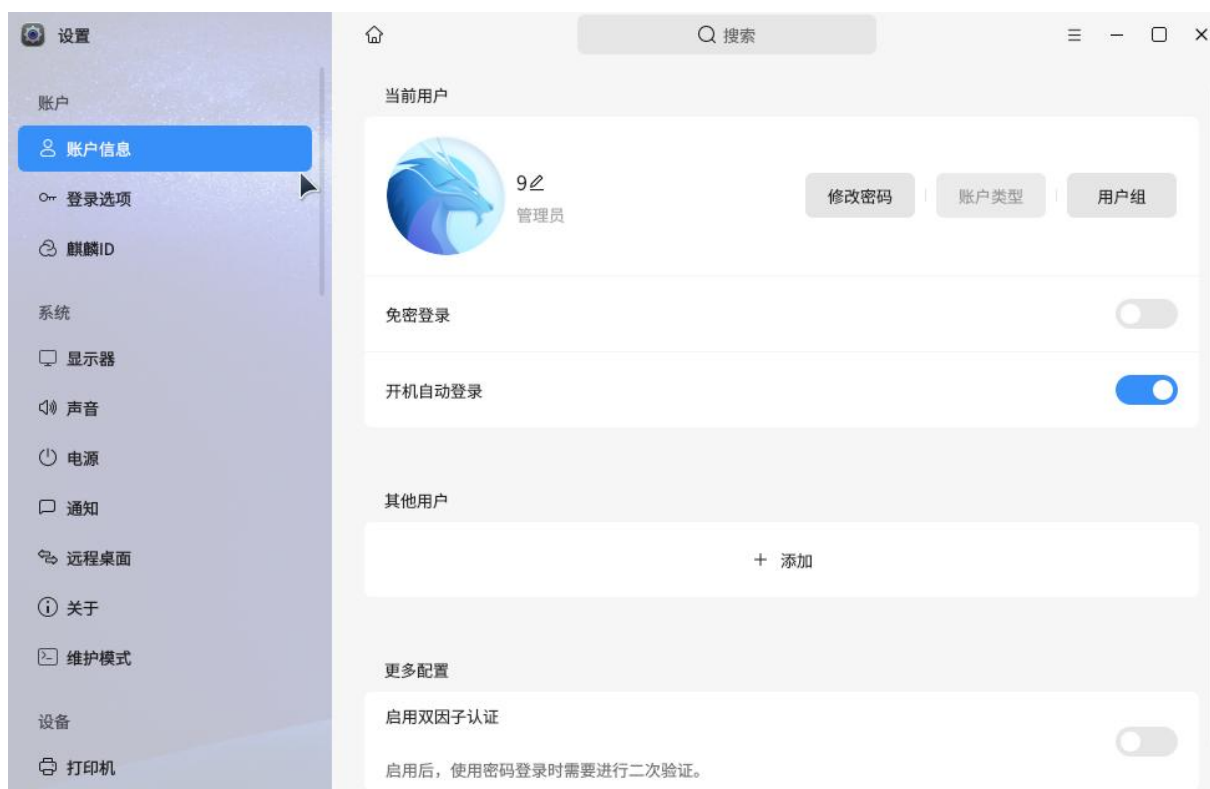 设置
账户
账户信息
登录选项
麒麟ID
系统
显示器
声音
电源
通知
远程桌面
关于
维护模式
设备
打印机
搜索
当前用户
9
管理员
修改密码
账户类型
用户组
免密登录
开机自动登录
其他用户
+ 添加
更多配置
启用双因子认证
启用后，使用密码登录时需要进行二次验证。